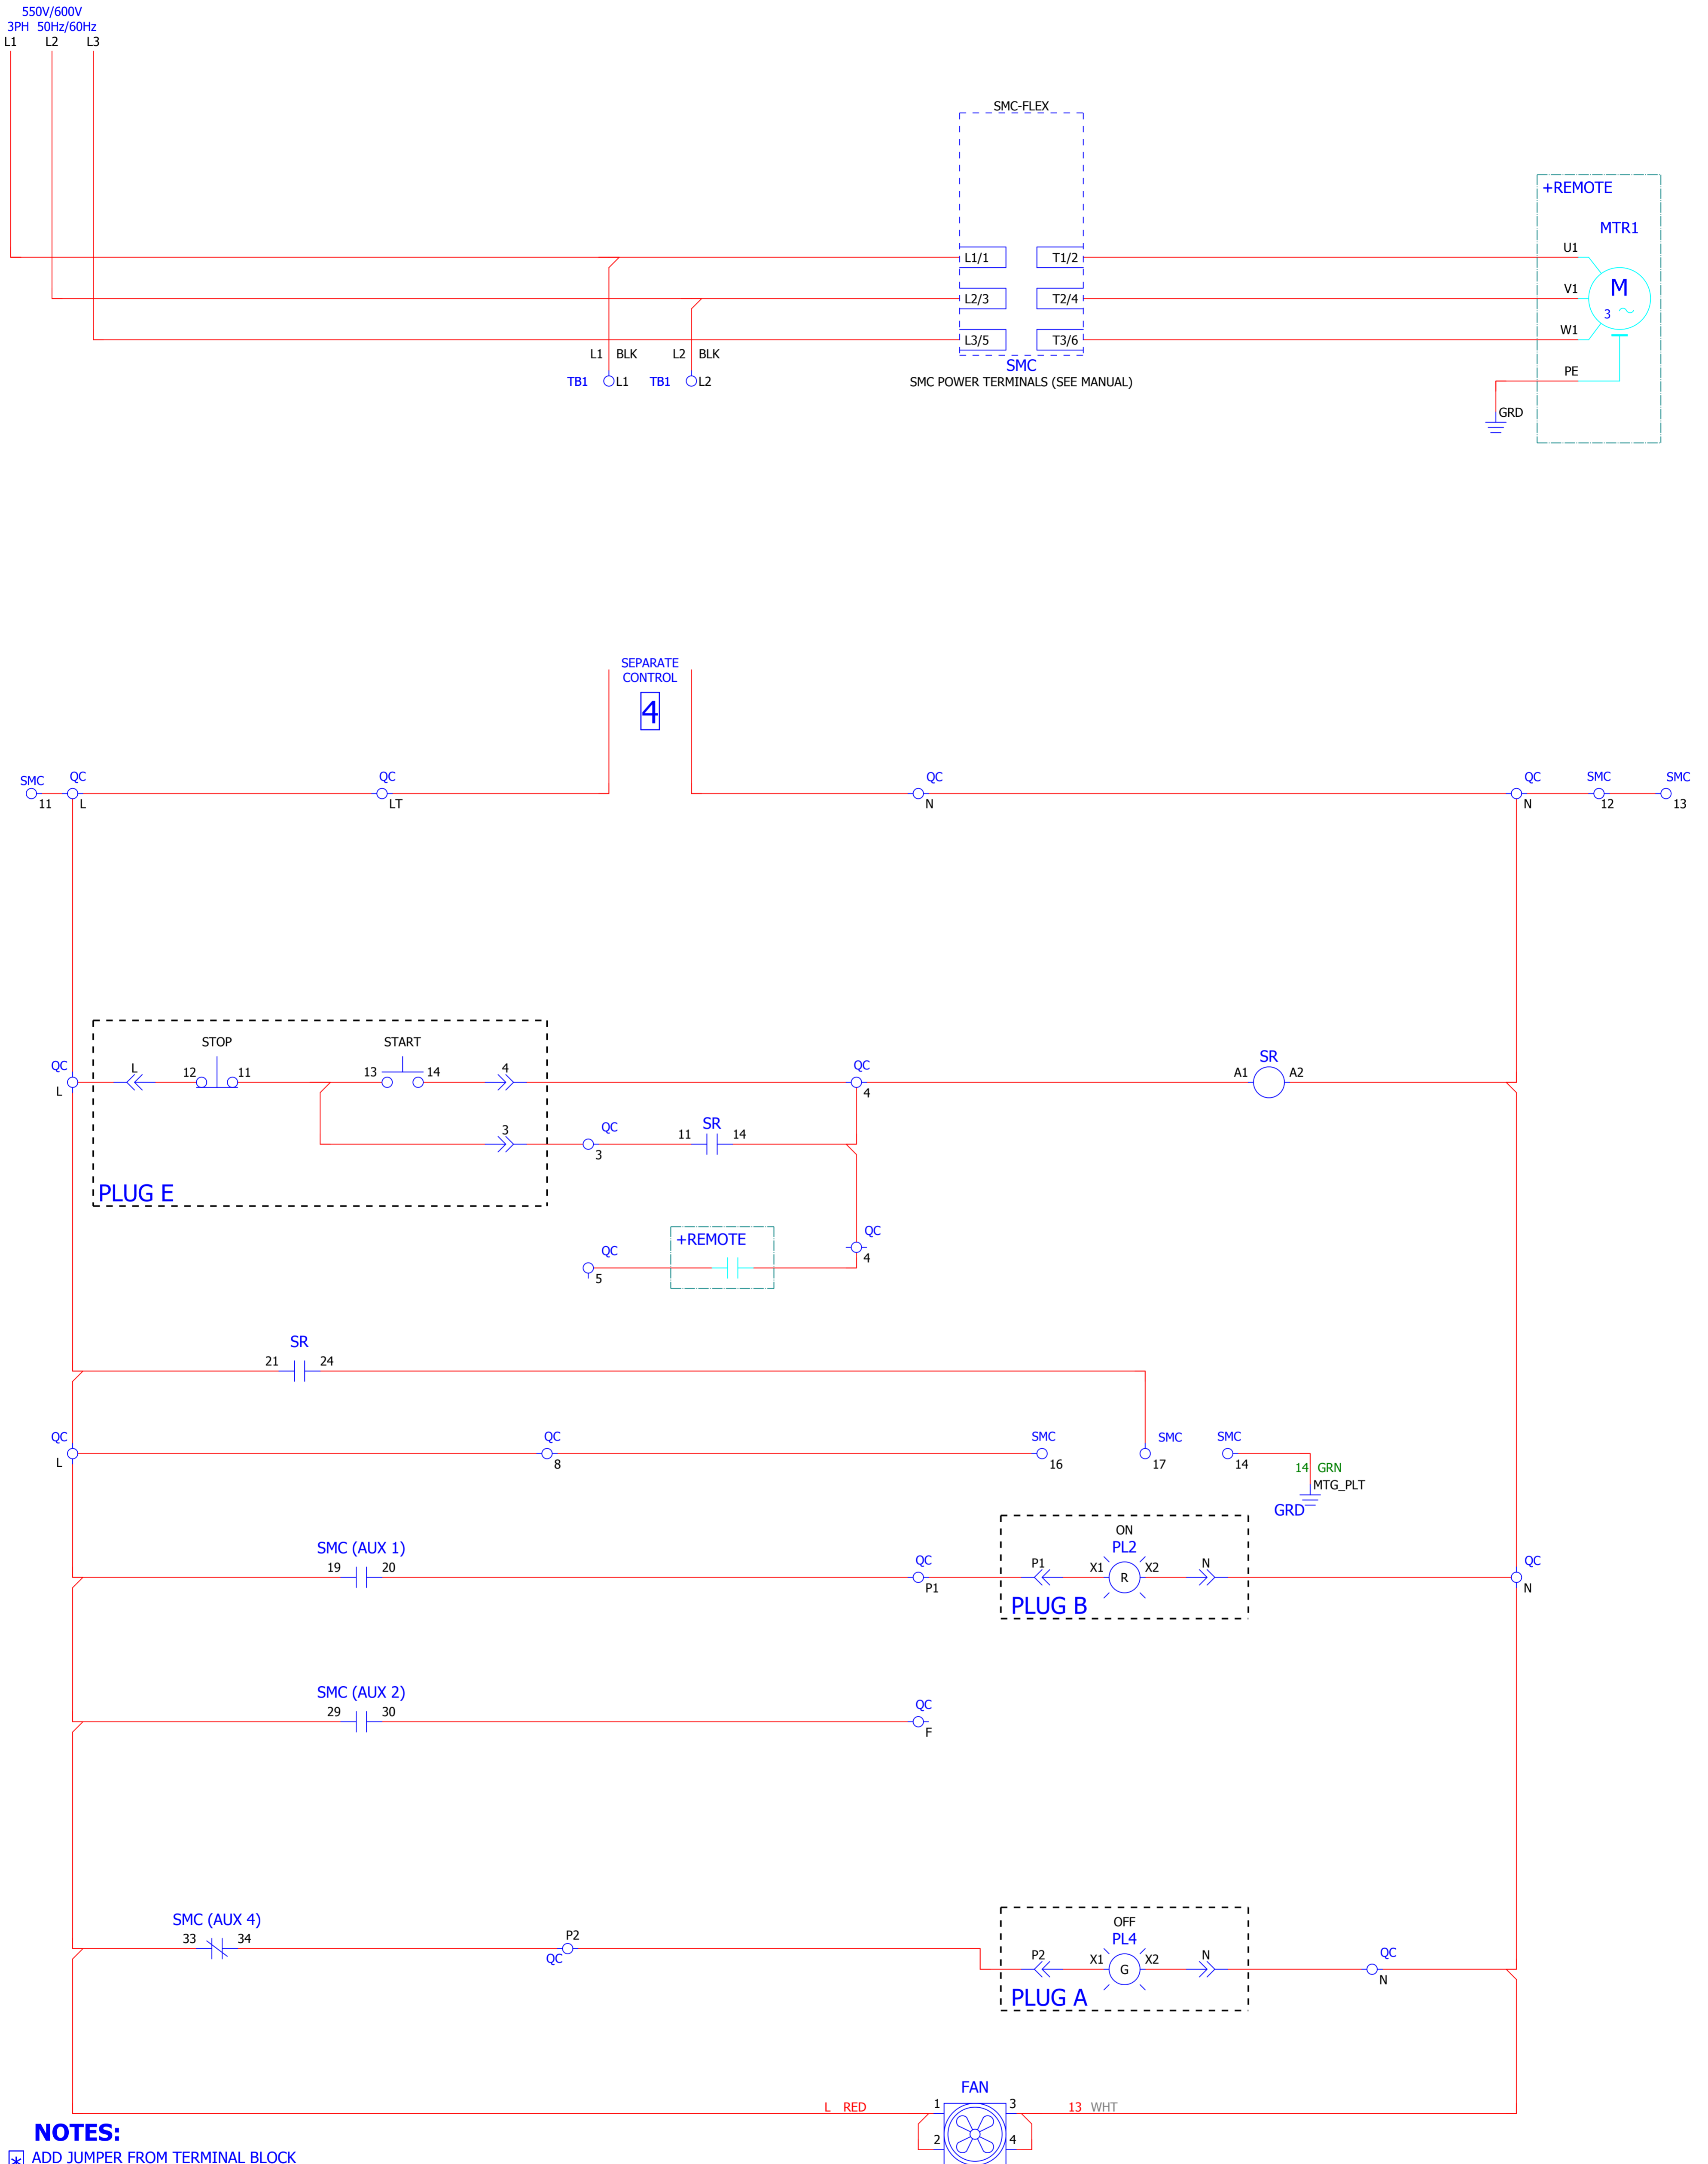 550V/600V
3PH 50Hz/60Hz
L1 L2 L3
SMC-FLEX
+REMOTE
MTR1
L1/1 T1/2 U1
L2/3 T2/4 V1 M
3
L3/5 T3/6 W1
L1 BLK L2 BLK
SMC
TB1 L1 TB1 L2
SMC POWER TERMINALS (SEE MANUAL)
PE
GRD
SEPARATE
CONTROL
4
SMC QC QC QC QC SMC SMC
11 L LT N N 12 13
STOP START
QC L 12 11 13 14 4 QC SR
L 4 A1 A2
3 QC 11 SR 14
3
PLUG E
QC +REMOTE QC
5 4
SR
21 24
QC QC SMC SMC SMC
L 8 16 17 14
14 GRN
MTG_PLT
GRD
SMC (AUX 1) ON
PL2
19 20 QC P1 X1 R X2 N QC
P1 N
PLUG B
SMC (AUX 2)
29 30 QC
F
SMC (AUX 4) OFF
33 34 P2 PL4
QC P2 X1 G X2 N QC
N
PLUG A
FAN
L RED 1 3 13 WHT
NOTES:
2 4
* ADD JUMPER FROM TERMINAL BLOCK